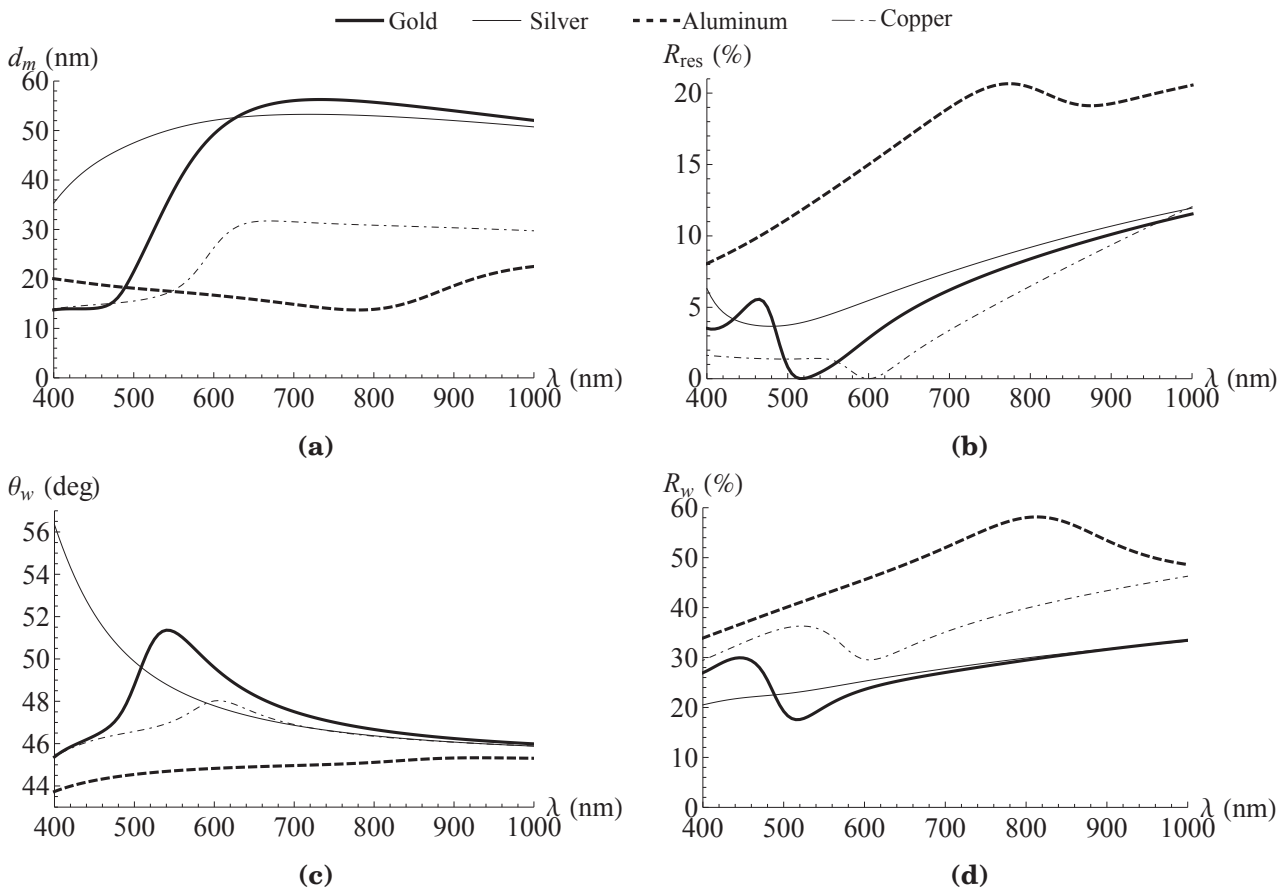 Gold Silver Aluminum Copper
d_m (nm)
60
50
40
30
20
10
0
400 500 600 700 800 900 1000
λ (nm)
(a)
R_res (%)
20
15
10
5
0
400 500 600 700 800 900 1000
λ (nm)
(b)
θ_w (deg)
56
54
52
50
48
46
44
400 500 600 700 800 900 1000
λ (nm)
(c)
R_w (%)
60
50
40
30
20
10
0
400 500 600 700 800 900 1000
λ (nm)
(d)